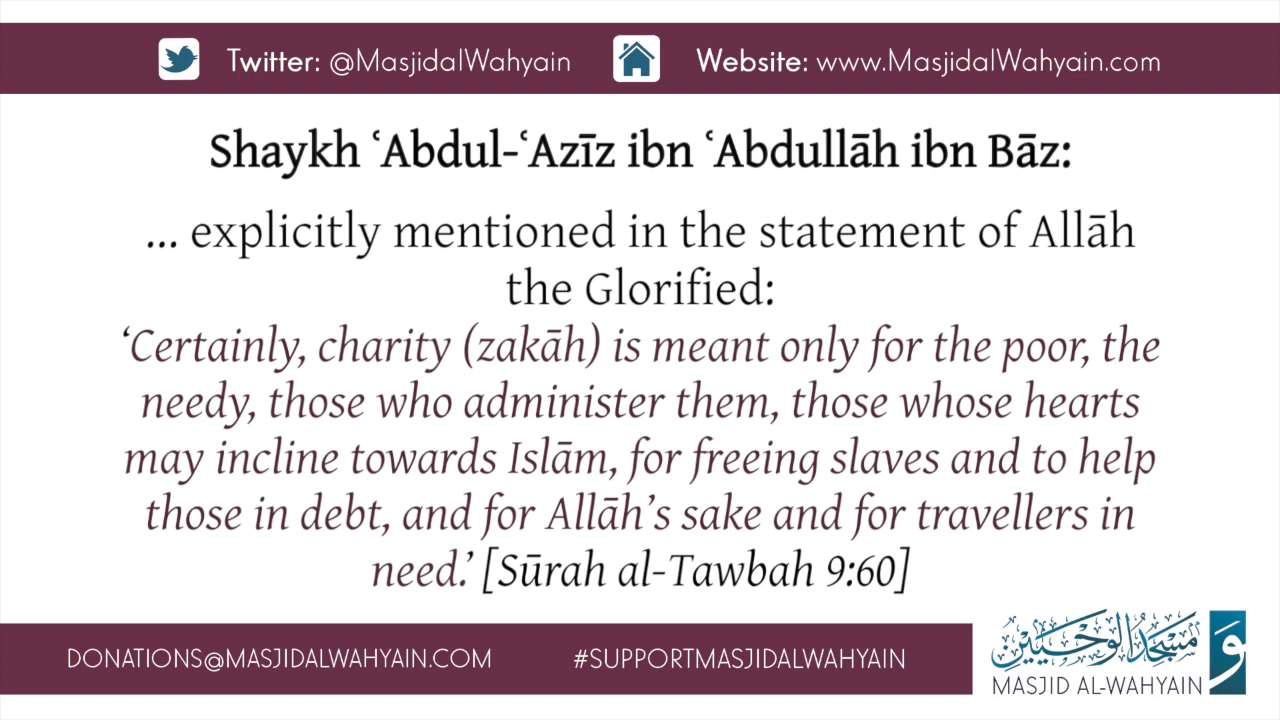 Twitter: @MasjidalWahyain
Website: www.MasjidalWahyain.com
Shaykh ʿAbdul-ʿAzīz ibn ʿAbdullāh ibn Bāz:
... explicitly mentioned in the statement of Allāh
the Glorified:
‘Certainly, charity (zakāh) is meant only for the poor, the
needy, those who administer them, those whose hearts
may incline towards Islām, for freeing slaves and to help
those in debt, and for Allāh’s sake and for travellers in
need.’ [Sūrah al-Tawbah 9:60]
DONATIONS@MASJIDALWAHYAIN.COM
#SUPPORTMASJIDALWAHYAIN
مَسْجِدُ الوَحْيَيْنِ
و
MASJID AL-WAHYAIN